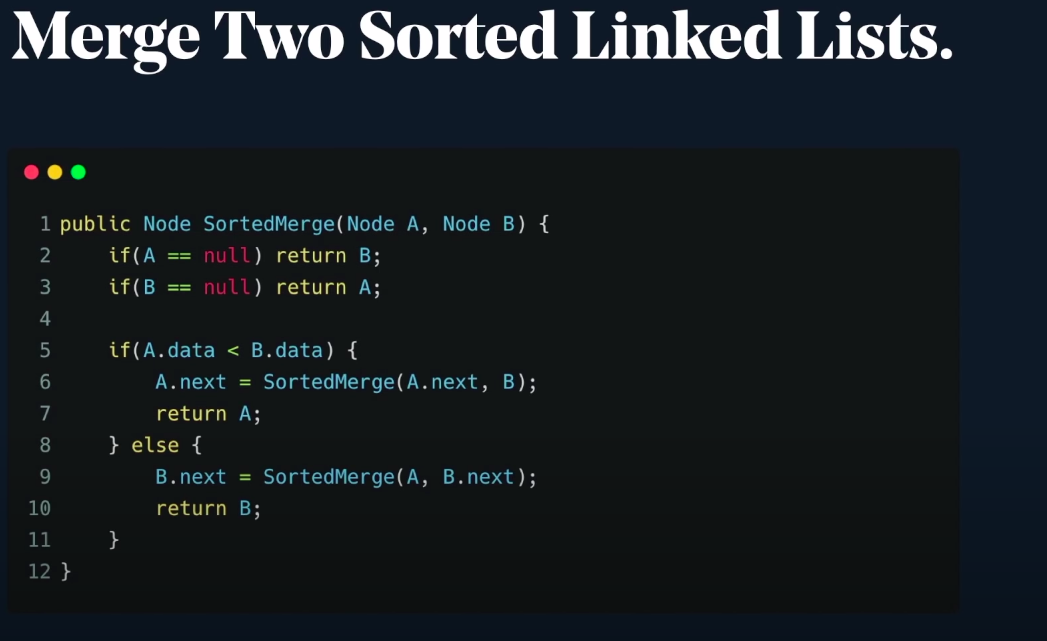 Merge Two Sorted Linked Lists.
1 public Node SortedMerge(Node A, Node B) {
2     if(A == null) return B;
3     if(B == null) return A;
4
5     if(A.data < B.data) {
6         A.next = SortedMerge(A.next, B);
7         return A;
8     } else {
9         B.next = SortedMerge(A, B.next);
10         return B;
11     }
12 }